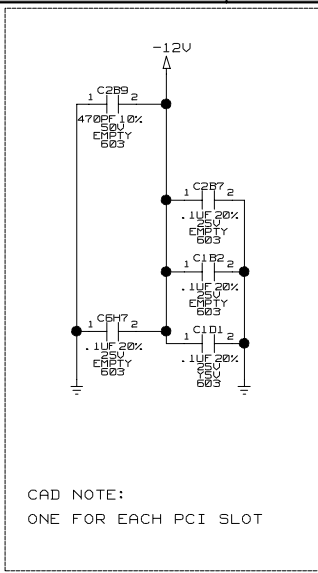 -12V
C2B9
1 2
470PF 10%
50V
EMPTY
603
C2B7
1 2
.1UF 20%
25V
EMPTY
603
C1B2
1 2
.1UF 20%
25V
EMPTY
603
C6H7
1 2
.1UF 20%
25V
EMPTY
603
C1D1
1 2
.1UF 20%
25V
Y5V
603
CAD NOTE:
ONE FOR EACH PCI SLOT